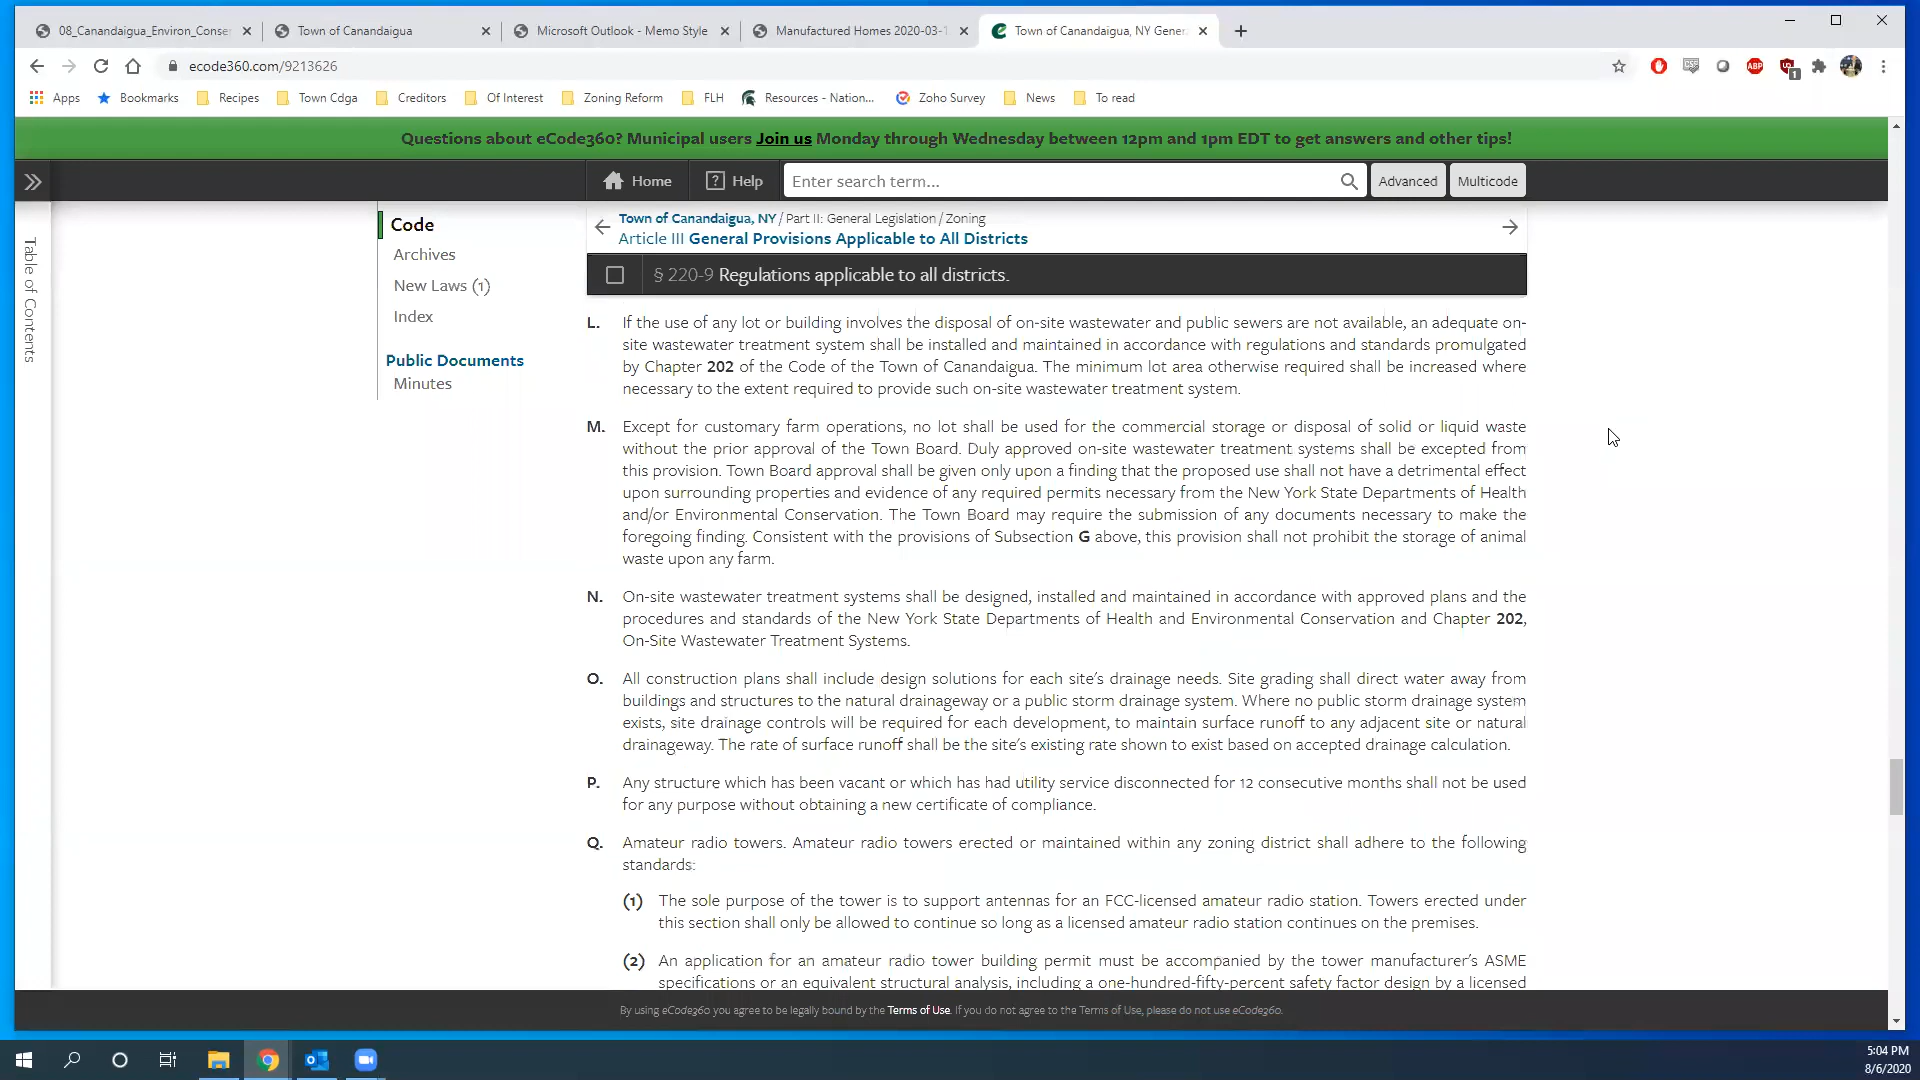 08_Canandaigua_Environ_Conse
Town of Canandaigua
Microsoft Outlook - Memo Style
Manufactured Homes 2020-03-1
Town of Canandaigua, NY Gener
ecode360.com/9213626
Apps
Bookmarks
Recipes
Town Cdga
Creditors
Of Interest
Zoning Reform
FLH
Resources - Nation...
Zoho Survey
News
To read
Questions about eCode360? Municipal users Join us Monday through Wednesday between 12pm and 1pm EDT to get answers and other tips!
Home
Help
Enter search term...
Advanced
Multicode
Table of Contents
Code
Archives
New Laws (1)
Index
Public Documents
Minutes
Town of Canandaigua, NY / Part II: General Legislation / Zoning
Article III General Provisions Applicable to All Districts
§ 220-9 Regulations applicable to all districts.
L. If the use of any lot or building involves the disposal of on-site wastewater and public sewers are not available, an adequate on-
site wastewater treatment system shall be installed and maintained in accordance with regulations and standards promulgated
by Chapter 202 of the Code of the Town of Canandaigua. The minimum lot area otherwise required shall be increased where
necessary to the extent required to provide such on-site wastewater treatment system.
M. Except for customary farm operations, no lot shall be used for the commercial storage or disposal of solid or liquid waste
without the prior approval of the Town Board. Duly approved on-site wastewater treatment systems shall be excepted from
this provision. Town Board approval shall be given only upon a finding that the proposed use shall not have a detrimental effect
upon surrounding properties and evidence of any required permits necessary from the New York State Departments of Health
and/or Environmental Conservation. The Town Board may require the submission of any documents necessary to make the
foregoing finding. Consistent with the provisions of Subsection G above, this provision shall not prohibit the storage of animal
waste upon any farm.
N. On-site wastewater treatment systems shall be designed, installed and maintained in accordance with approved plans and the
procedures and standards of the New York State Departments of Health and Environmental Conservation and Chapter 202,
On-Site Wastewater Treatment Systems.
O. All construction plans shall include design solutions for each site's drainage needs. Site grading shall direct water away from
buildings and structures to the natural drainageway or a public storm drainage system. Where no public storm drainage system
exists, site drainage controls will be required for each development, to maintain surface runoff to any adjacent site or natural
drainageway. The rate of surface runoff shall be the site's existing rate shown to exist based on accepted drainage calculation.
P. Any structure which has been vacant or which has had utility service disconnected for 12 consecutive months shall not be used
for any purpose without obtaining a new certificate of compliance.
Q. Amateur radio towers. Amateur radio towers erected or maintained within any zoning district shall adhere to the following
standards:
(1) The sole purpose of the tower is to support antennas for an FCC-licensed amateur radio station. Towers erected under
this section shall only be allowed to continue so long as a licensed amateur radio station continues on the premises.
(2) An application for an amateur radio tower building permit must be accompanied by the tower manufacturer's ASME
specifications or an equivalent structural analysis, including a one-hundred-fifty-percent safety factor design by a licensed
By using eCode360 you agree to be legally bound by the Terms of Use. If you do not agree to the Terms of Use, please do not use eCode360.
5:04 PM
8/6/2020